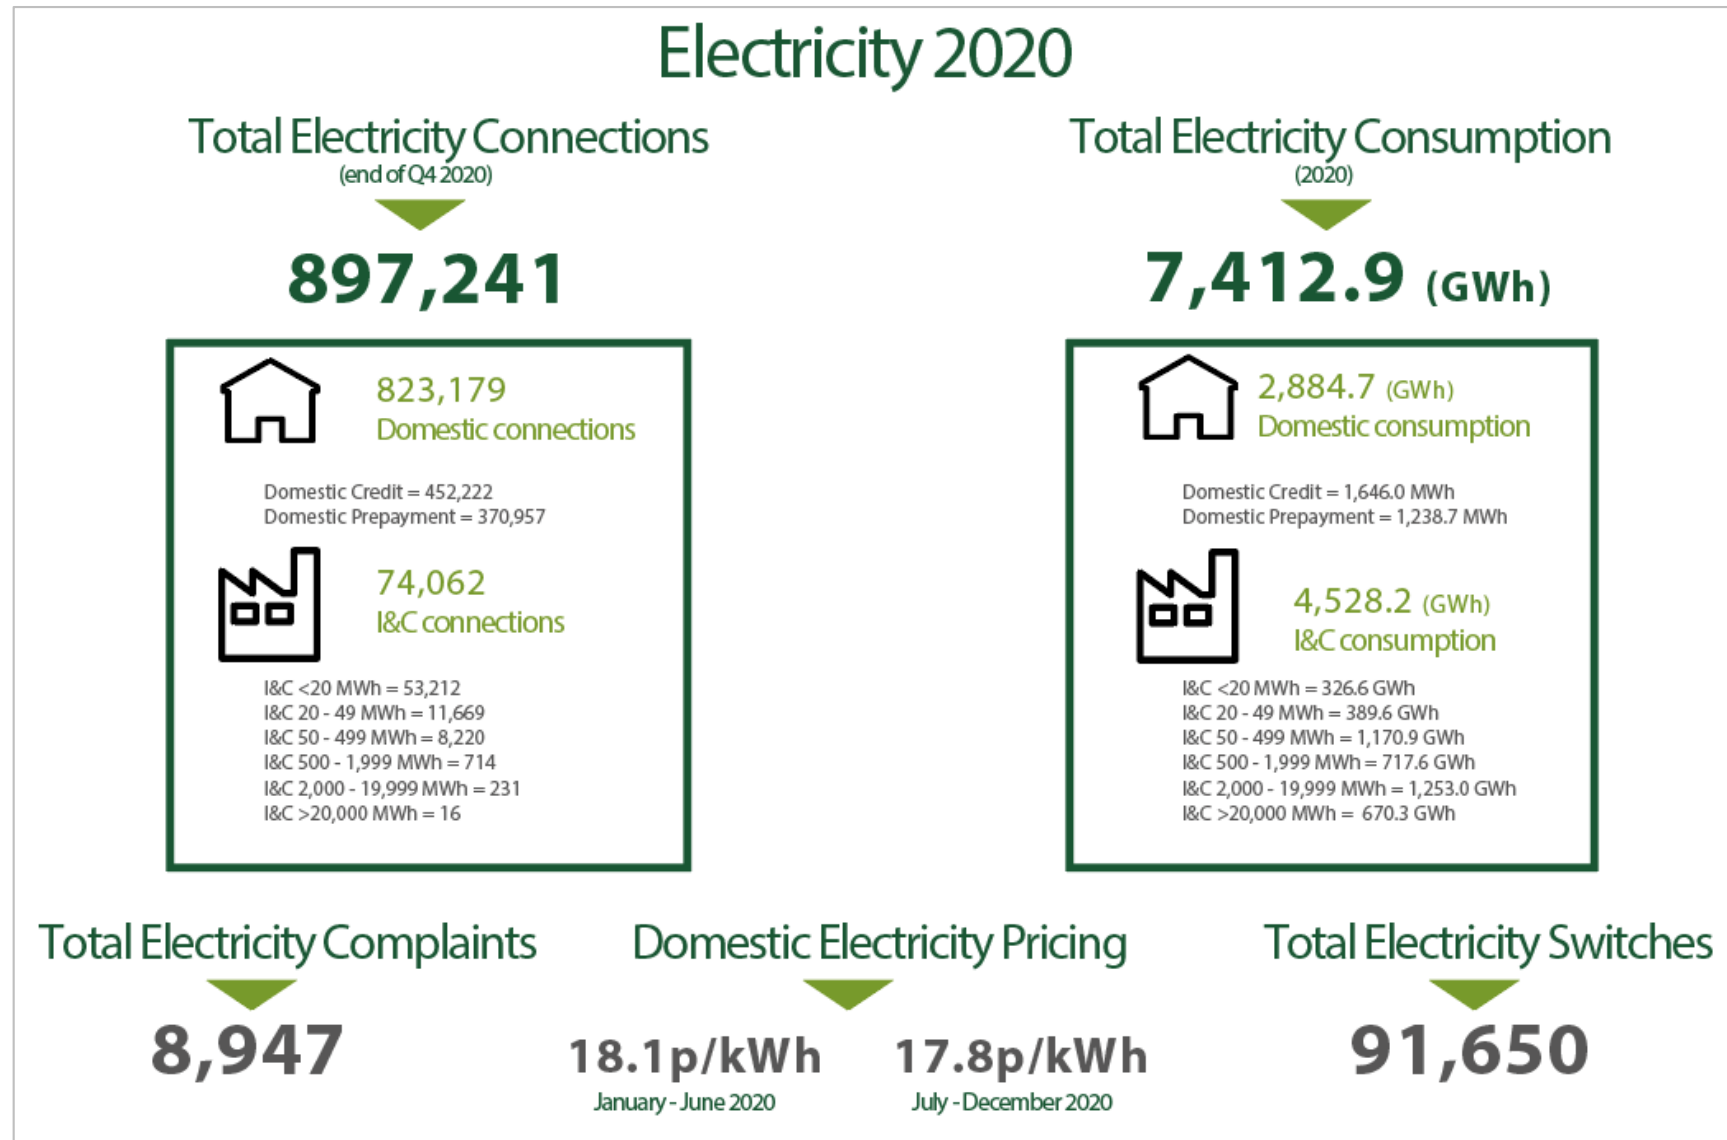 Electricity 2020
Total Electricity Connections
(end of Q4 2020)
897,241
823,179
Domestic connections
Domestic Credit = 452,222
Domestic Prepayment = 370,957
74,062
I&C connections
I&C <20 MWh = 53,212
I&C 20 - 49 MWh = 11,669
I&C 50 - 499 MWh = 8,220
I&C 500 - 1,999 MWh = 714
I&C 2,000 - 19,999 MWh = 231
I&C >20,000 MWh = 16
Total Electricity Consumption
(2020)
7,412.9 (GWh)
2,884.7 (GWh)
Domestic consumption
Domestic Credit = 1,646.0 MWh
Domestic Prepayment = 1,238.7 MWh
4,528.2 (GWh)
I&C consumption
I&C <20 MWh = 326.6 GWh
I&C 20 - 49 MWh = 389.6 GWh
I&C 50 - 499 MWh = 1,170.9 GWh
I&C 500 - 1,999 MWh = 717.6 GWh
I&C 2,000 - 19,999 MWh = 1,253.0 GWh
I&C >20,000 MWh = 670.3 GWh
Total Electricity Complaints
8,947
Domestic Electricity Pricing
18.1p/kWh
January - June 2020
17.8p/kWh
July - December 2020
Total Electricity Switches
91,650